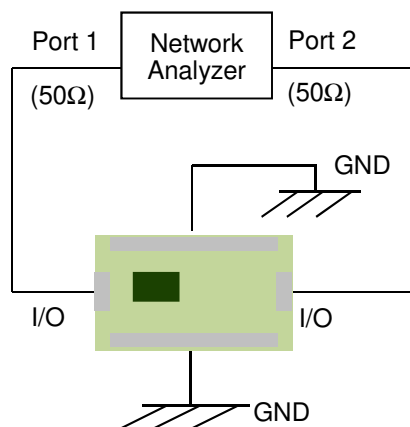 Port 1
Network
Analyzer
Port 2
(50Ω)
(50Ω)
GND
I/O
I/O
GND